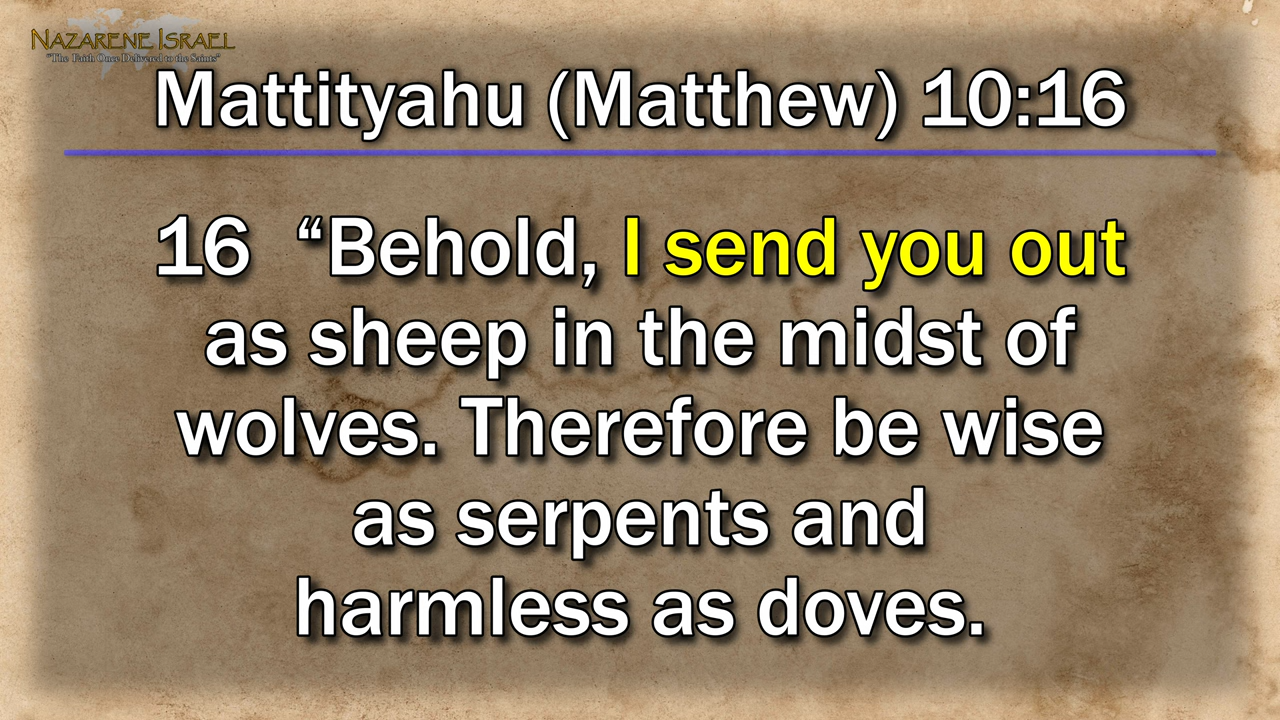 NAZARENE ISRAEL
"The Faith Once Delivered to the Saints"
Mattityahu (Matthew) 10:16
16 “Behold, I send you out
as sheep in the midst of
wolves. Therefore be wise
as serpents and
harmless as doves.